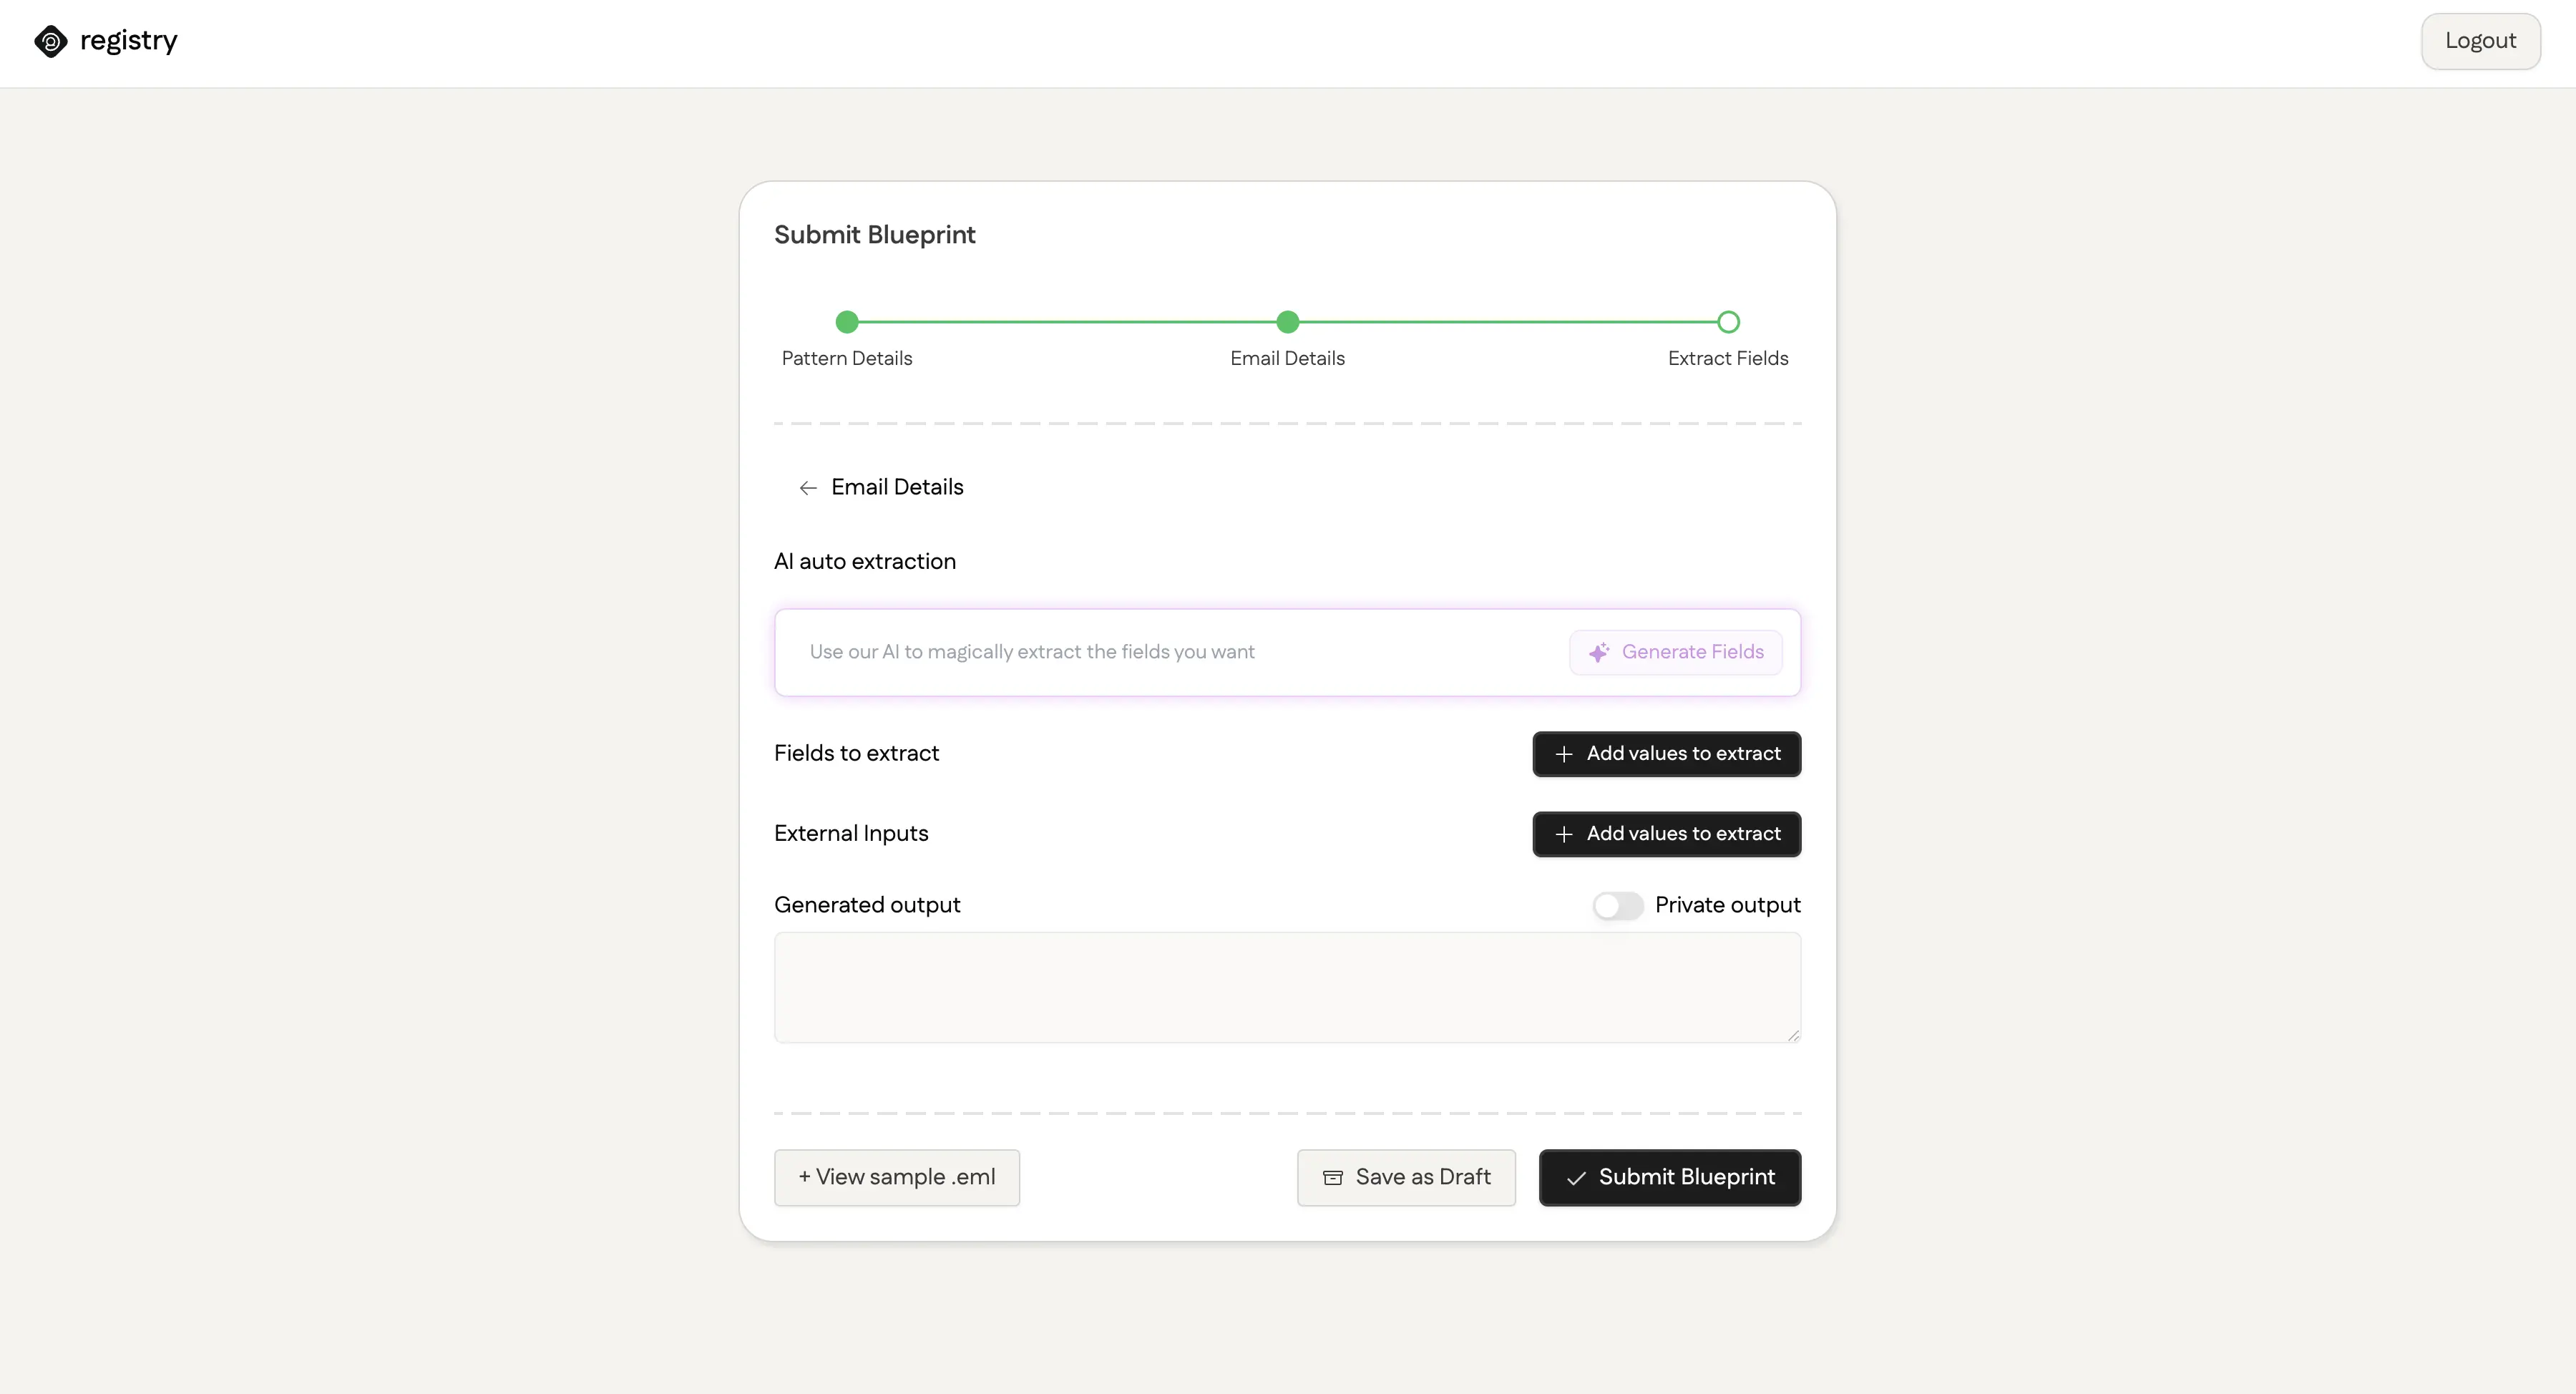 registry
Logout
Submit Blueprint
Pattern Details
Email Details
Extract Fields
Email Details
AI auto extraction
Use our AI to magically extract the fields you want
Generate Fields
Fields to extract
Add values to extract
External Inputs
Add values to extract
Generated output
Private output
+ View sample .eml
Save as Draft
Submit Blueprint